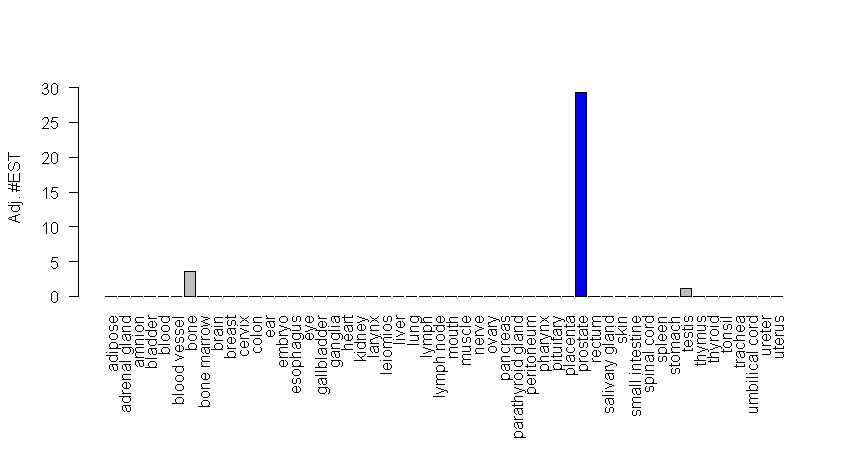 Adj. #EST
30
25
20
15
10
5
0
adipose
adrenal gland
amnion
bladder
blood
blood vessel
bone
bone marrow
brain
breast
cervix
colon
ear
embryo
esophagus
eye
gallbladder
ganglia
heart
kidney
larynx
leiomios
liver
lung
lymph
lymph node
mouth
muscle
nerve
ovary
pancreas
parathyroid gland
peritoneum
pharynx
pituitary
placenta
prostate
rectum
salivary gland
skin
small intestine
spinal cord
spleen
stomach
testis
thymus
thyroid
tonsil
trachea
umbilical cord
ureter
uterus